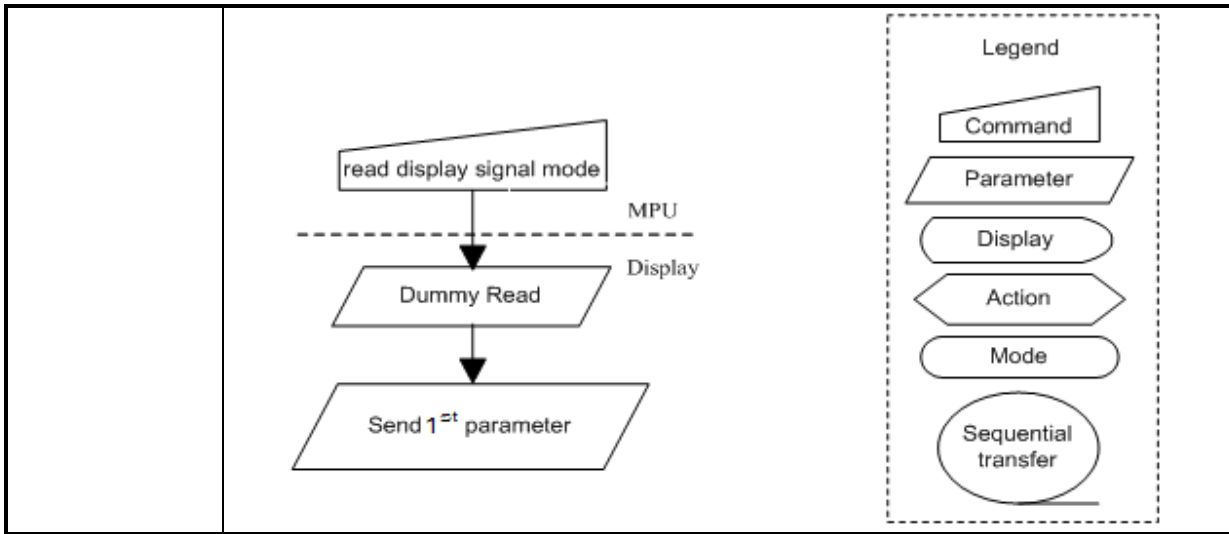 read display signal mode
MPU
Display
Dummy Read
Send 1st parameter
Legend
Command
Parameter
Display
Action
Mode
Sequential
transfer